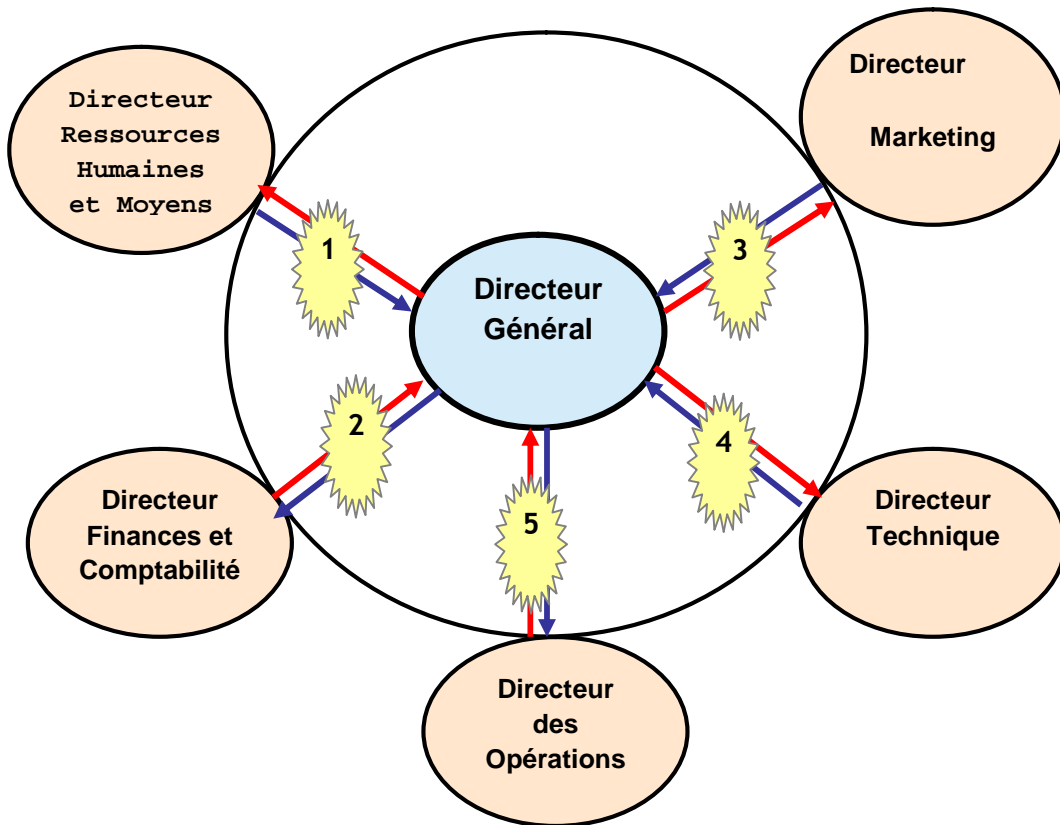 Directeur
Ressources
Humaines
et Moyens
Directeur
Marketing
1
3
Directeur
Général
2
4
Directeur
Finances et
Comptabilité
5
Directeur
Technique
Directeur
des
Opérations